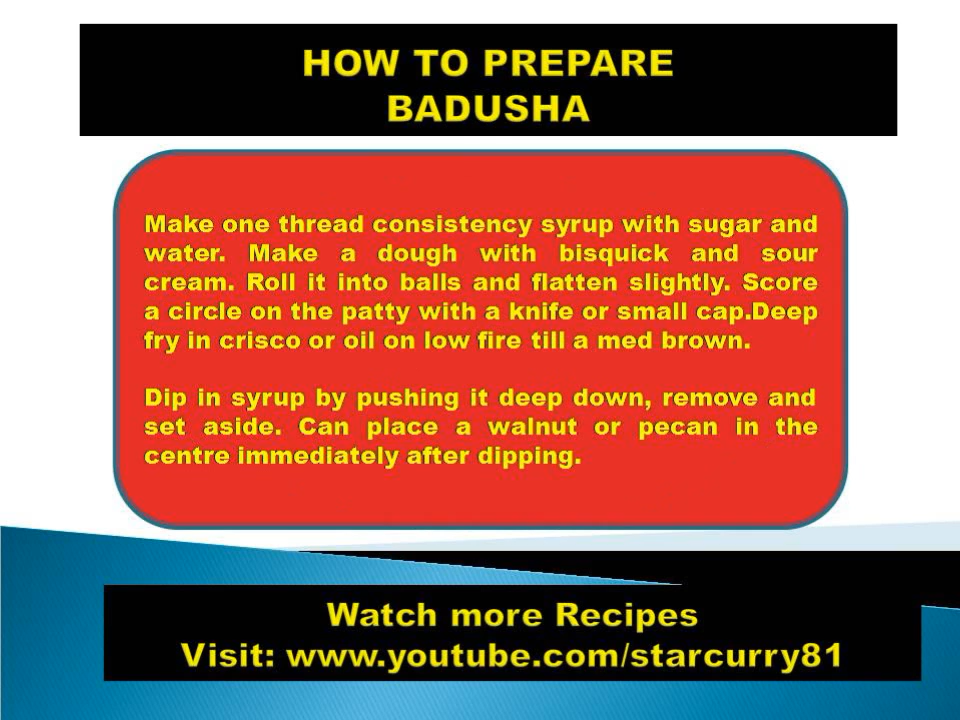 HOW TO PREPARE
BADUSHA
Make one thread consistency syrup with sugar and
water. Make a dough with bisquick and sour
cream. Roll it into balls and flatten slightly. Score
a circle on the patty with a knife or small cap.Deep
fry in crisco or oil on low fire till a med brown.
Dip in syrup by pushing it deep down, remove and
set aside. Can place a walnut or pecan in the
centre immediately after dipping.
Watch more Recipes
Visit: www.youtube.com/starcurry81